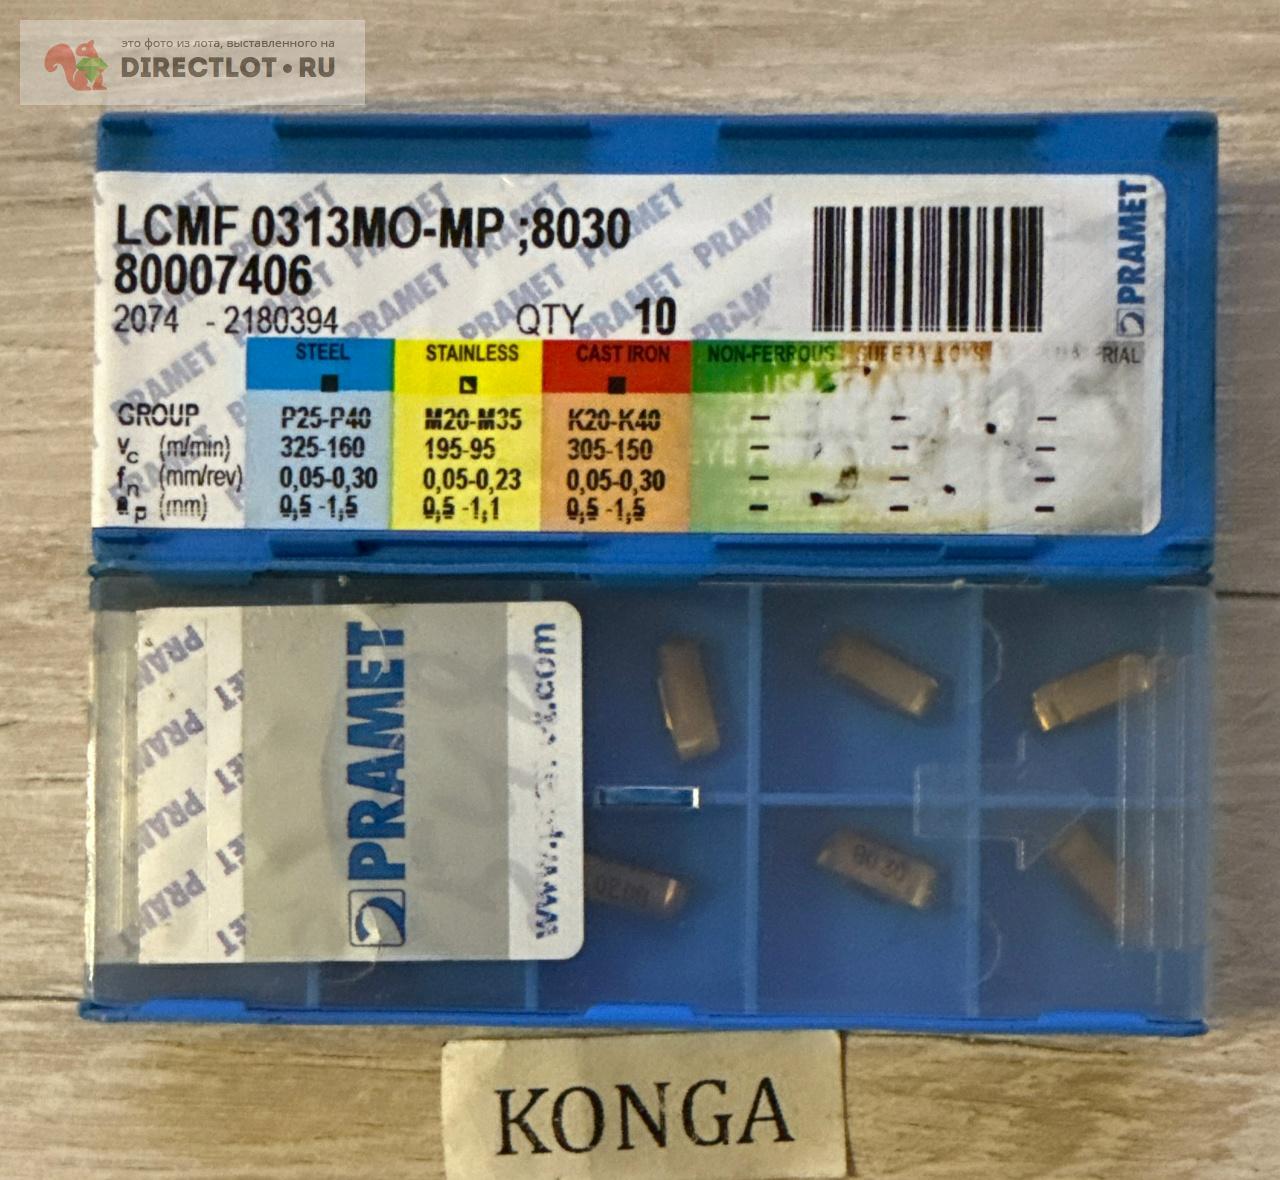 это фото из лота, выставленного на
DIRECTLOT•RU
LCMF 0313MO-MP ;8030
80007406
2074 - 2180394 QTY 10
PRAMET
STEEL STAINLESS CAST IRON NON-FERROUS SUPERALLOYS
GROUP P25-P40 M20-M35 K20-K40 - - -
vc (m/min) 325-160 195-95 305-150 - - -
fn (mm/rev) 0,05-0,30 0,05-0,23 0,05-0,30 - - -
ap (mm) 0,5 -1,5 0,5 -1,1 0,5 -1,5 - - -
PRAMET
8030
8030
KONGA